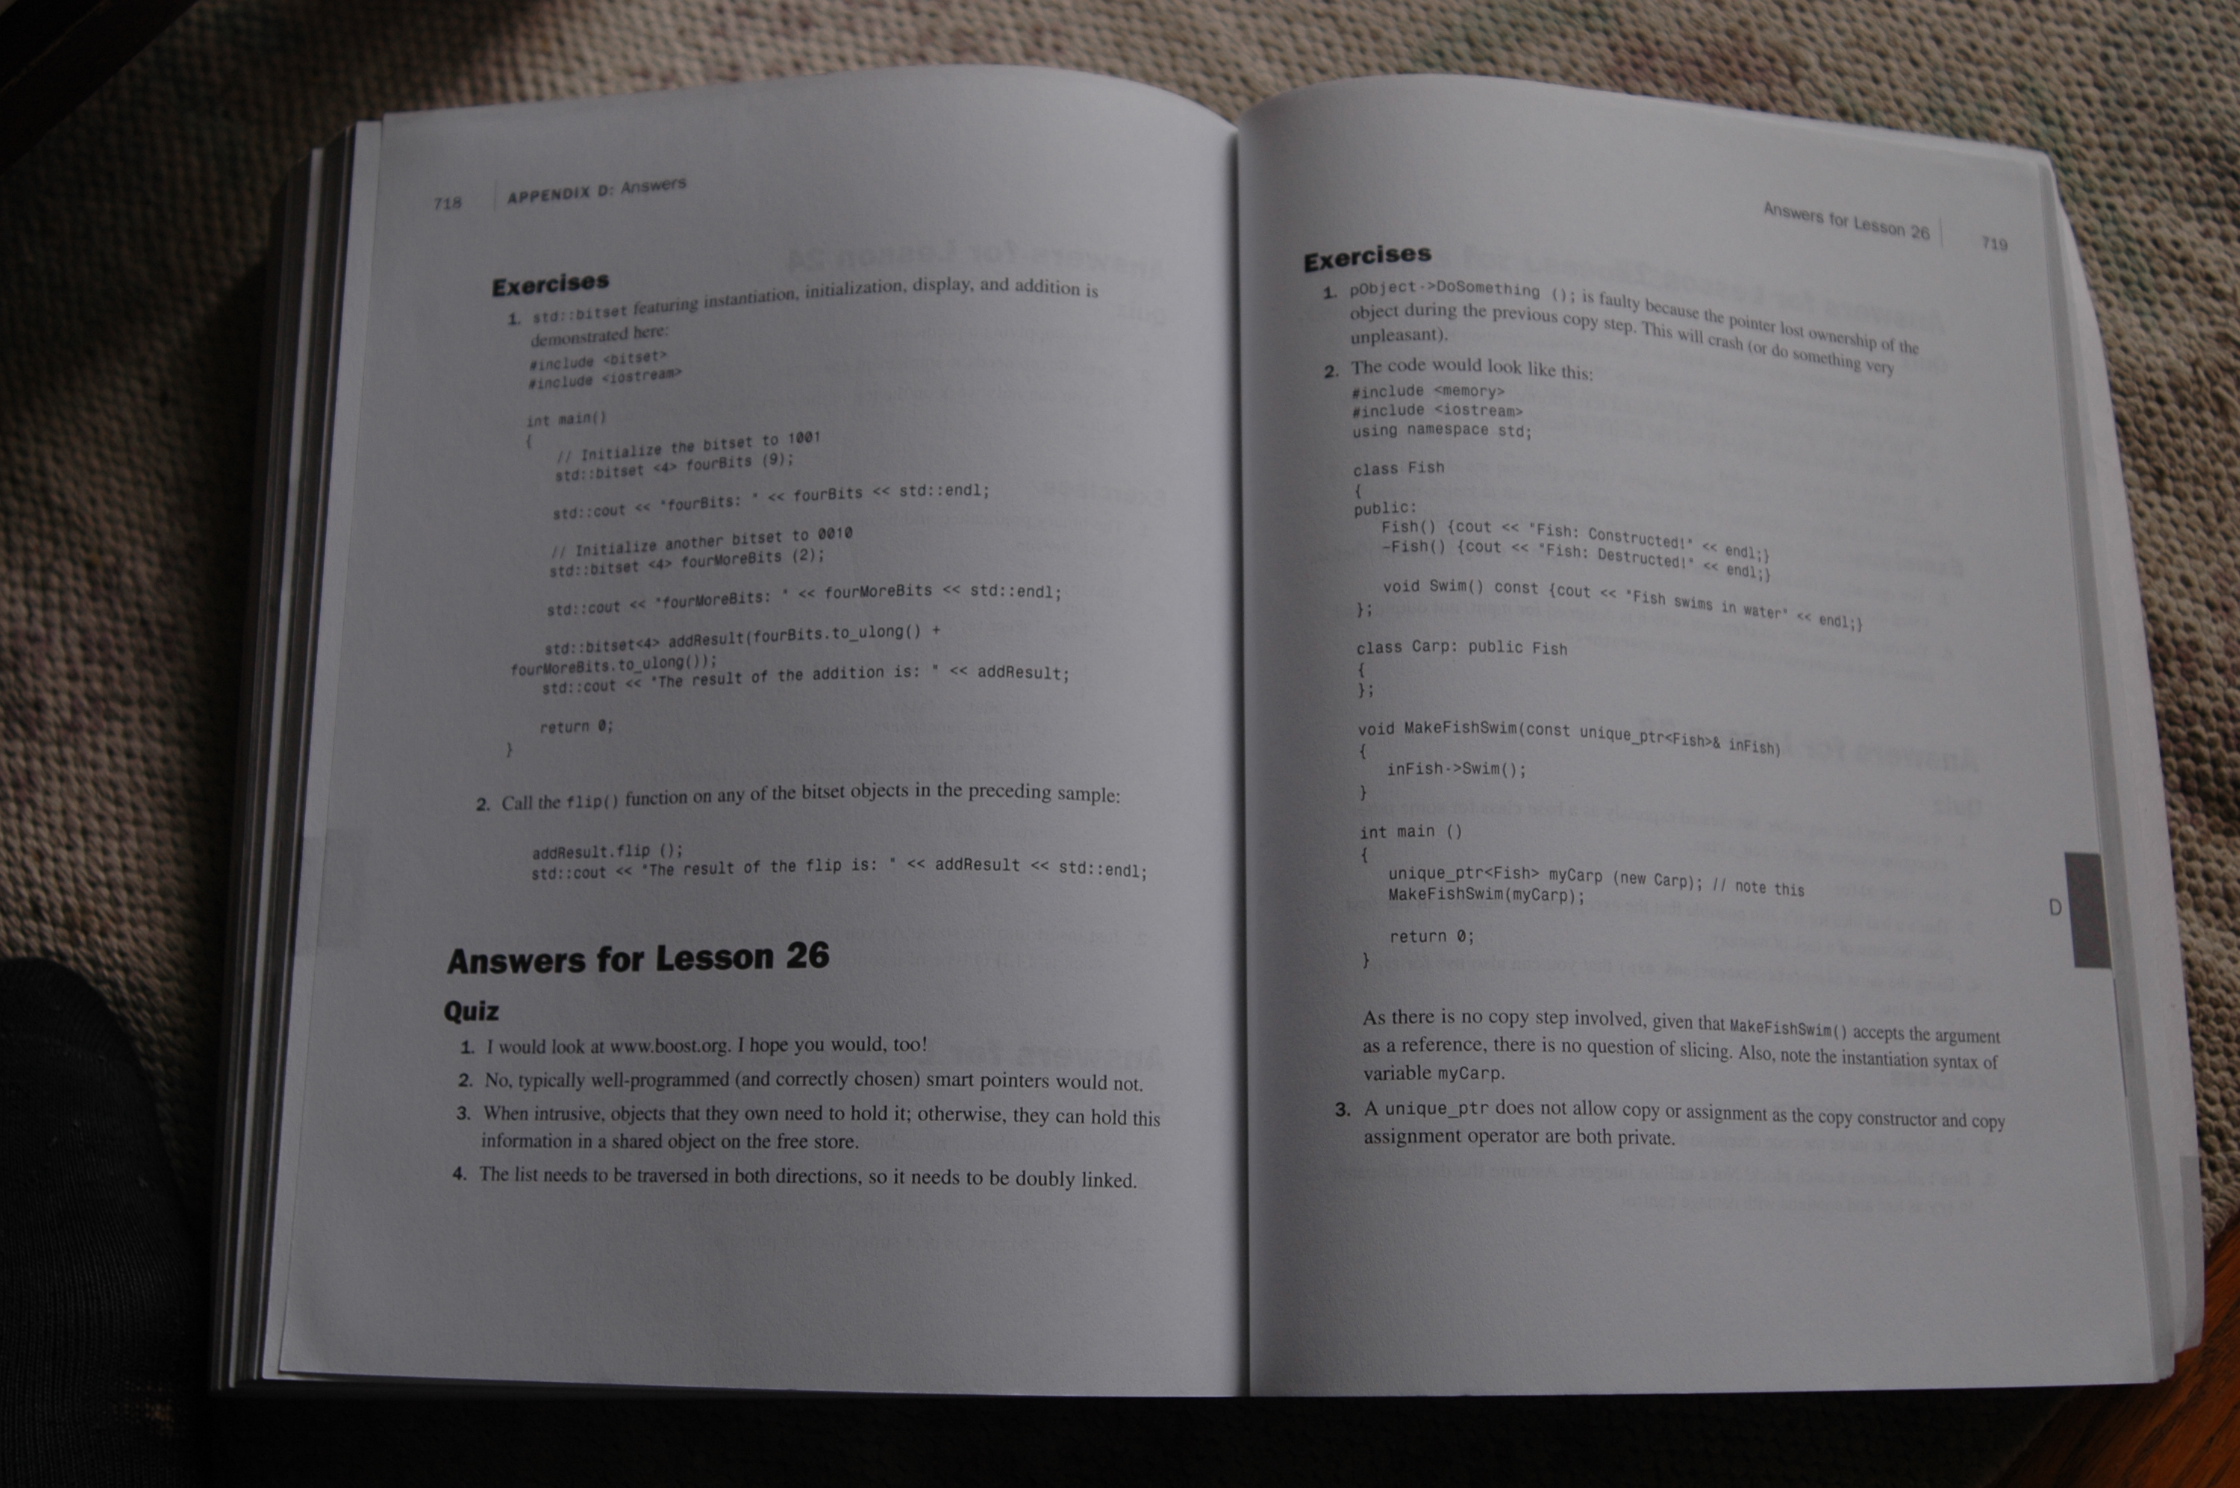 718 | APPENDIX D: Answers
Exercises
1. std::bitset featuring instantiation, initialization, display, and addition is
demonstrated here:
#include <bitset>
#include <iostream>
int main()
{
// Initialize the bitset to 1001
std::bitset <4> fourBits (9);
std::cout << "fourBits: " << fourBits << std::endl;
// Initialize another bitset to 0010
std::bitset <4> fourMoreBits (2);
std::cout << "fourMoreBits: " << fourMoreBits << std::endl;
std::bitset<4> addResult(fourBits.to_ulong() +
fourMoreBits.to_ulong());
std::cout << "The result of the addition is: " << addResult;
return 0;
}
2. Call the flip() function on any of the bitset objects in the preceding sample:
addResult.flip ();
std::cout << "The result of the flip is: " << addResult << std::endl;
Answers for Lesson 26
Quiz
1. I would look at www.boost.org. I hope you would, too!
2. No, typically well-programmed (and correctly chosen) smart pointers would not.
3. When intrusive, objects that they own need to hold it; otherwise, they can hold this
information in a shared object on the free store.
4. The list needs to be traversed in both directions, so it needs to be doubly linked.
Answers for Lesson 26 | 719
Exercises
1. pObject->DoSomething (); is faulty because the pointer lost ownership of the
object during the previous copy step. This will crash (or do something very
unpleasant).
2. The code would look like this:
#include <memory>
#include <iostream>
using namespace std;
class Fish
{
public:
Fish() {cout << "Fish: Constructed!" << endl;}
~Fish() {cout << "Fish: Destructed!" << endl;}
void Swim() const {cout << "Fish swims in water" << endl;}
};
class Carp: public Fish
{
};
void MakeFishSwim(const unique_ptr<Fish>& inFish)
{
inFish->Swim();
}
int main ()
{
unique_ptr<Fish> myCarp (new Carp); // note this
MakeFishSwim(myCarp);
return 0;
}
D
As there is no copy step involved, given that MakeFishSwim() accepts the argument
as a reference, there is no question of slicing. Also, note the instantiation syntax of
variable myCarp.
3. A unique_ptr does not allow copy or assignment as the copy constructor and copy
assignment operator are both private.